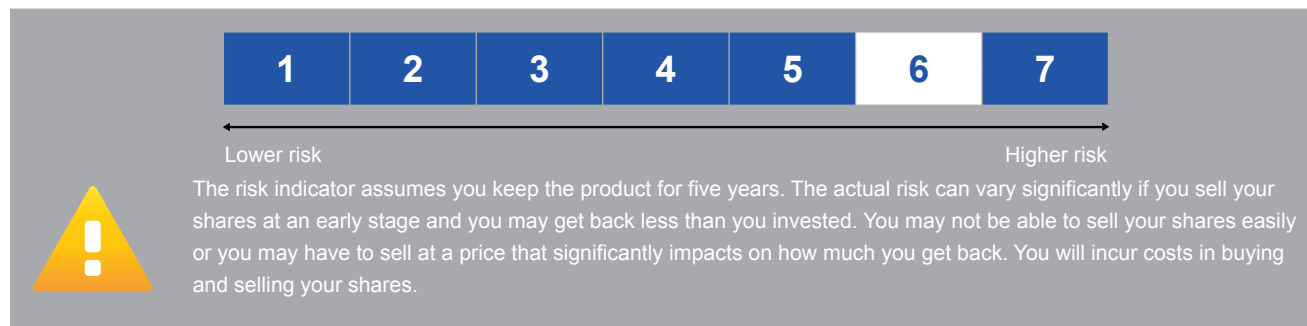 1 2 3 4 5 6 7
Lower risk Higher risk
The risk indicator assumes you keep the product for five years. The actual risk can vary significantly if you sell your
shares at an early stage and you may get back less than you invested. You may not be able to sell your shares easily
or you may have to sell at a price that significantly impacts on how much you get back. You will incur costs in buying
and selling your shares.